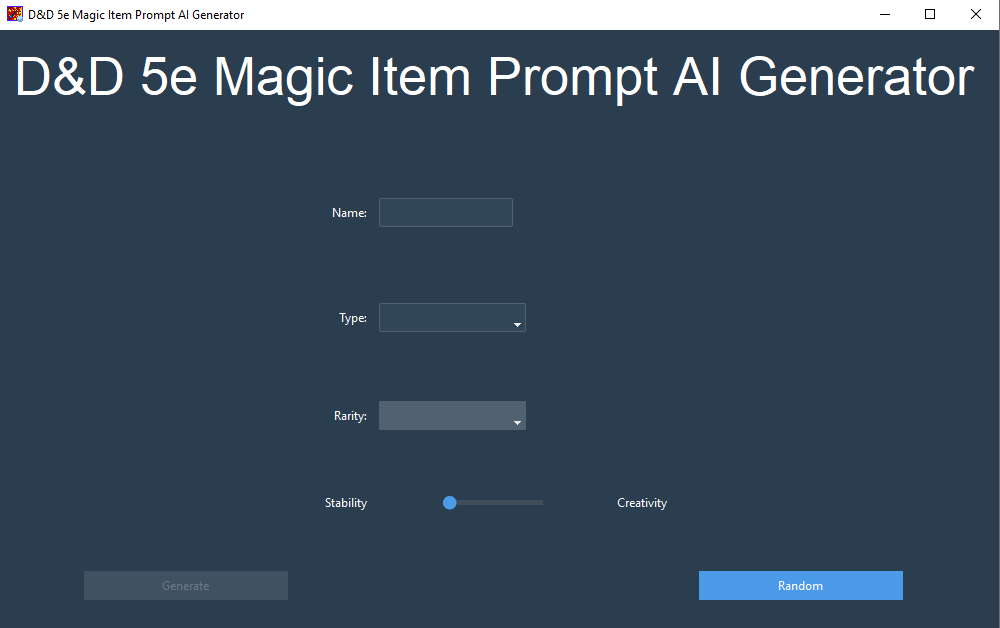 D&D 5e Magic Item Prompt AI Generator
D&D 5e Magic Item Prompt AI Generator
Name:
Type:
Rarity:
Stability Creativity
Generate Random